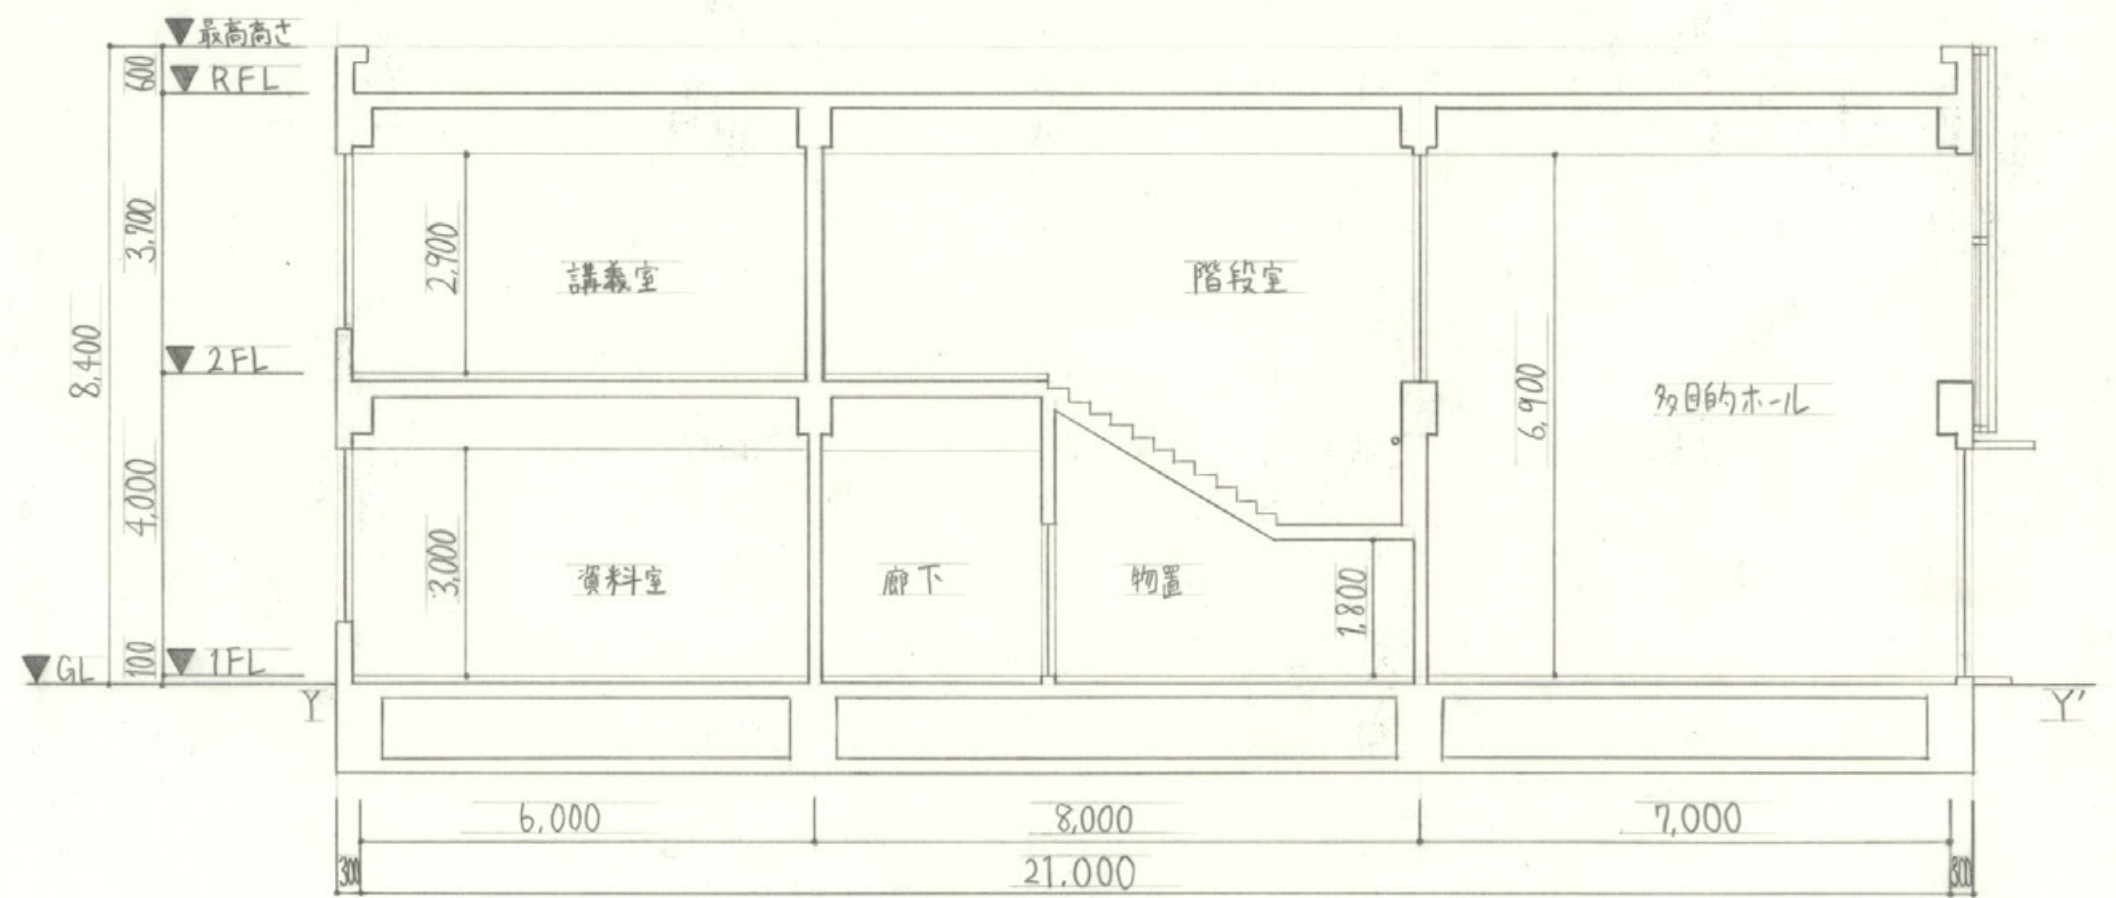 ▼最高高さ
600
▼RFL
3,700
2,900
講義室
階段室
8,400
▼2FL
6,900
多目的ホール
4,000
3,000
資料室
廊下
物置
1,800
▼GL
100
▼1FL
Y
Y'
6,000
8,000
7,000
300
21.000
300